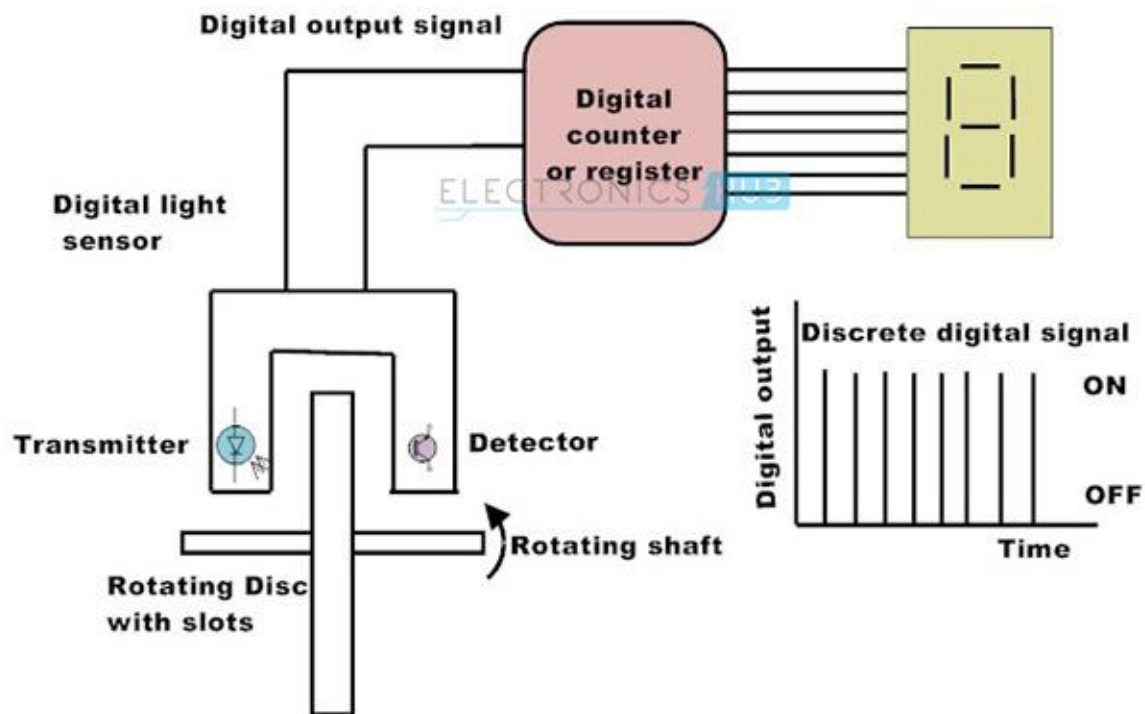 Digital output signal
Digital
counter
or register
ELECTRONICS HUB
Digital light
sensor
Transmitter
Detector
Rotating shaft
Rotating Disc
with slots
Digital output
Discrete digital signal
ON
OFF
Time